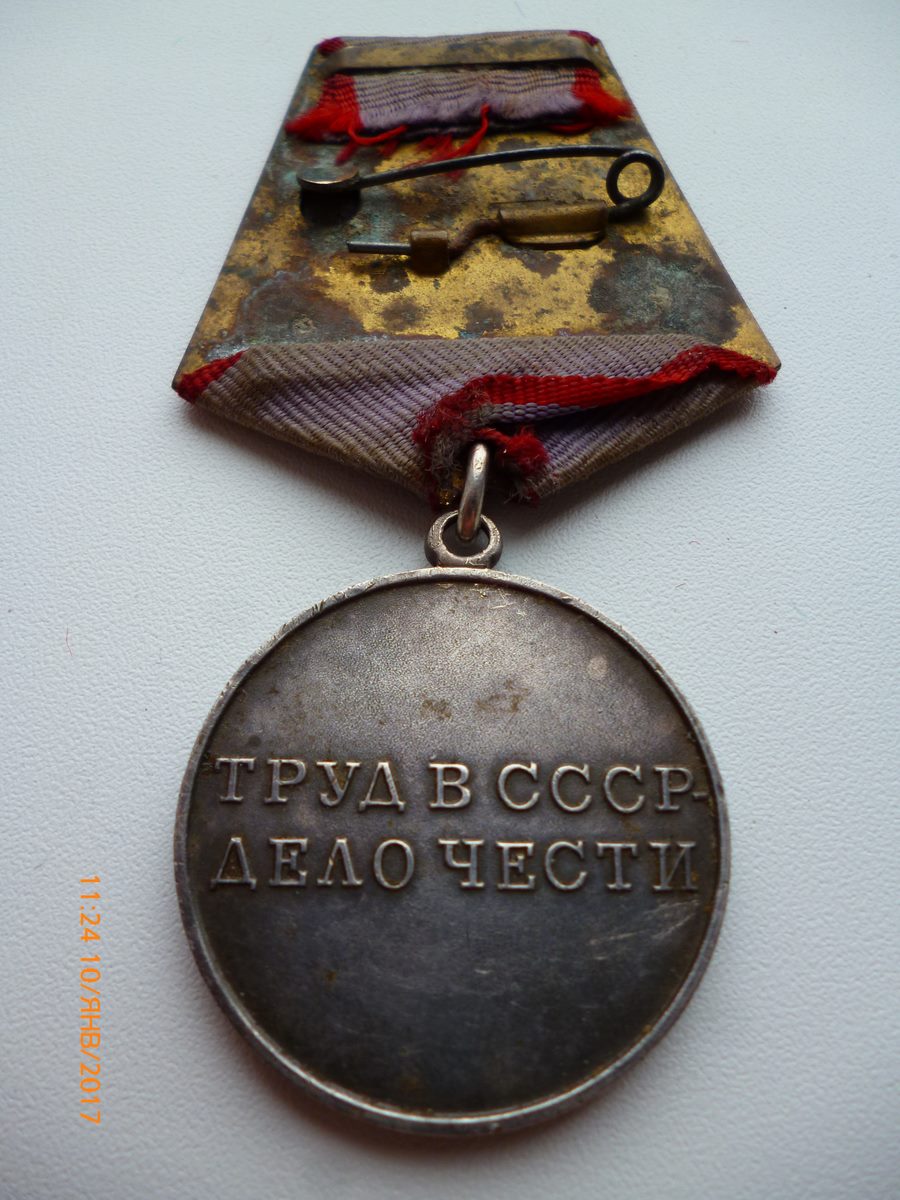 ТРУД В СССР-
ДЕЛО ЧЕСТИ
11:24 10/ЯНВ/2017